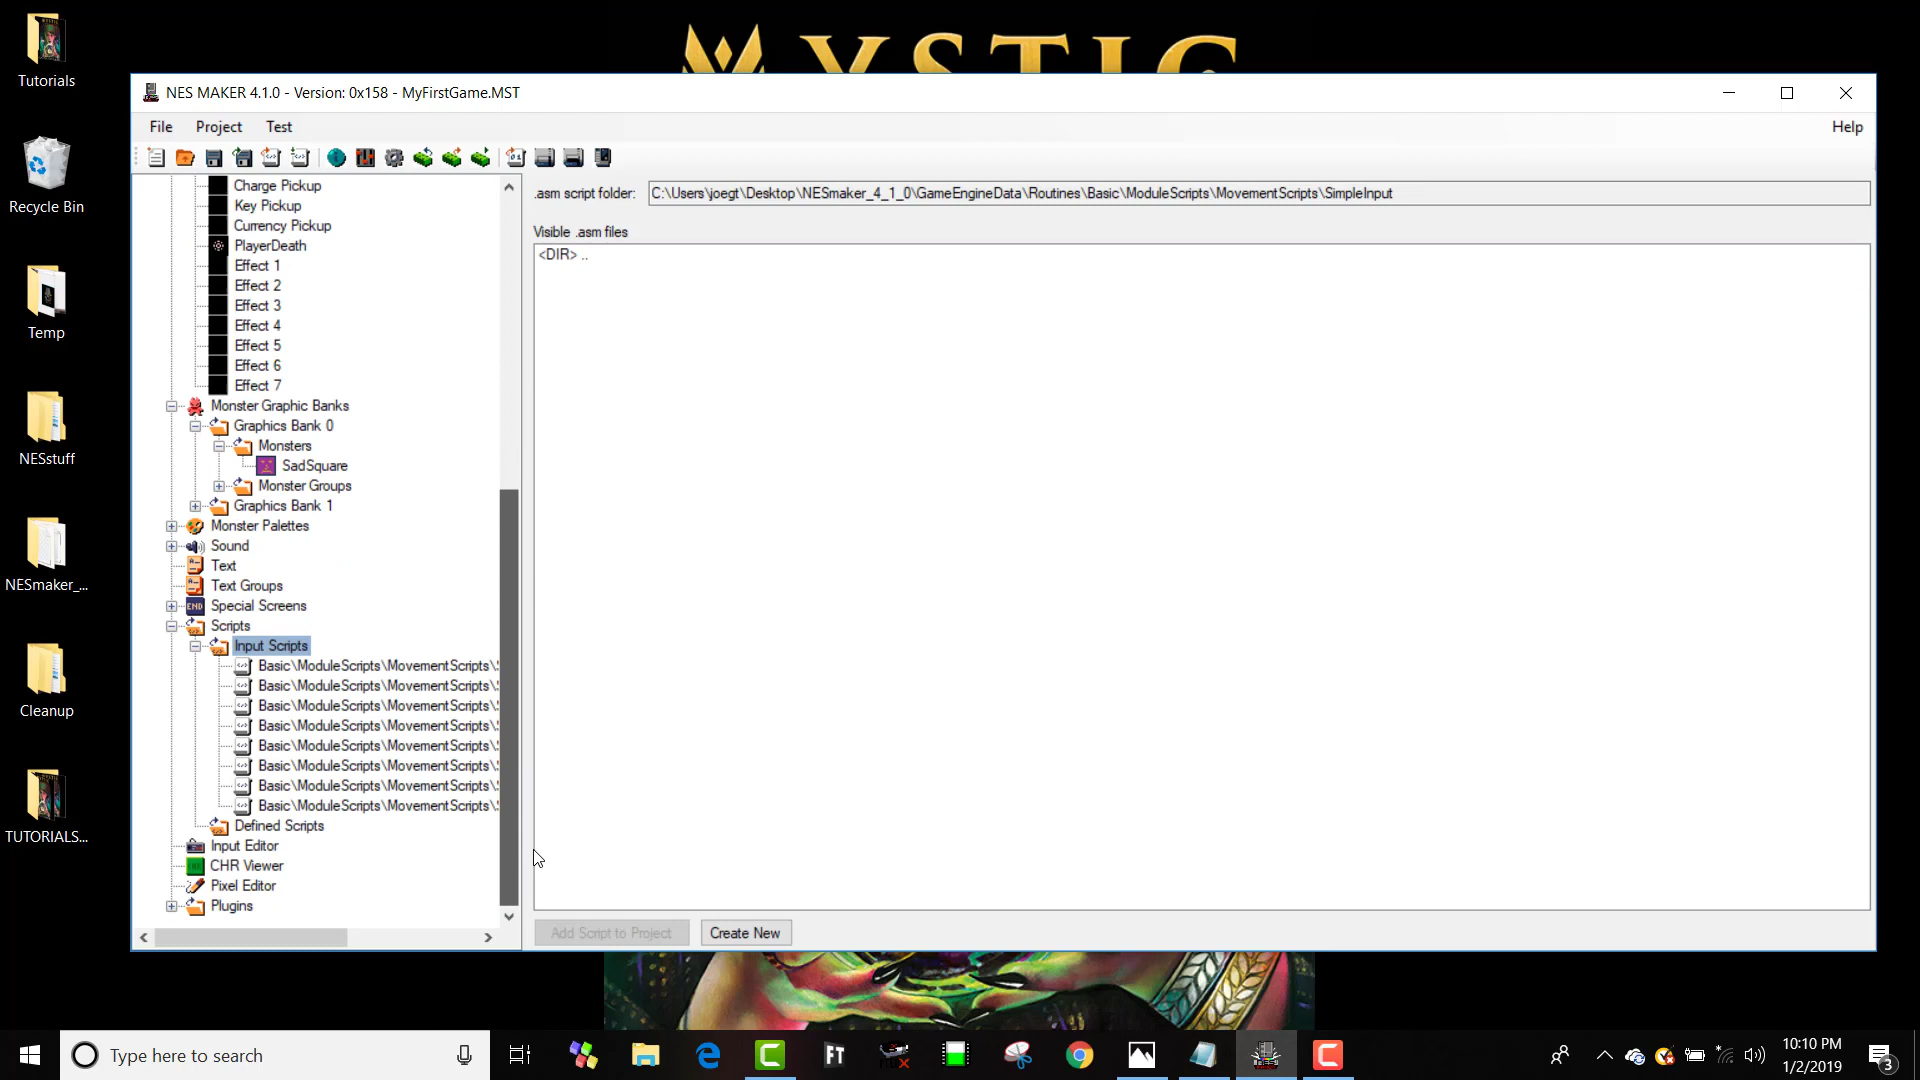 MYSTIC
Tutorials
Recycle Bin
Temp
NESstuff
NESmaker_...
Cleanup
TUTORIALS...
NES MAKER 4.1.0 - Version: 0x158 - MyFirstGame.MST
File Project Test Help
Charge Pickup
Key Pickup
Currency Pickup
PlayerDeath
Effect 1
Effect 2
Effect 3
Effect 4
Effect 5
Effect 6
Effect 7
Monster Graphic Banks
Graphics Bank 0
Monsters
SadSquare
Monster Groups
Graphics Bank 1
Monster Palettes
Sound
Text
Text Groups
END Special Screens
Scripts
Input Scripts
Basic\ModuleScripts\MovementScripts\
Basic\ModuleScripts\MovementScripts\
Basic\ModuleScripts\MovementScripts\
Basic\ModuleScripts\MovementScripts\
Basic\ModuleScripts\MovementScripts\
Basic\ModuleScripts\MovementScripts\
Basic\ModuleScripts\MovementScripts\
Basic\ModuleScripts\MovementScripts\
Defined Scripts
Input Editor
CHR Viewer
Pixel Editor
Plugins
.asm script folder: C:\Users\joegt\Desktop\NESmaker_4_1_0\GameEngineData\Routines\Basic\ModuleScripts\MovementScripts\SimpleInput
Visible .asm files
<DIR> ..
Add Script to Project Create New
Type here to search
FT
10:10 PM
1/2/2019
3